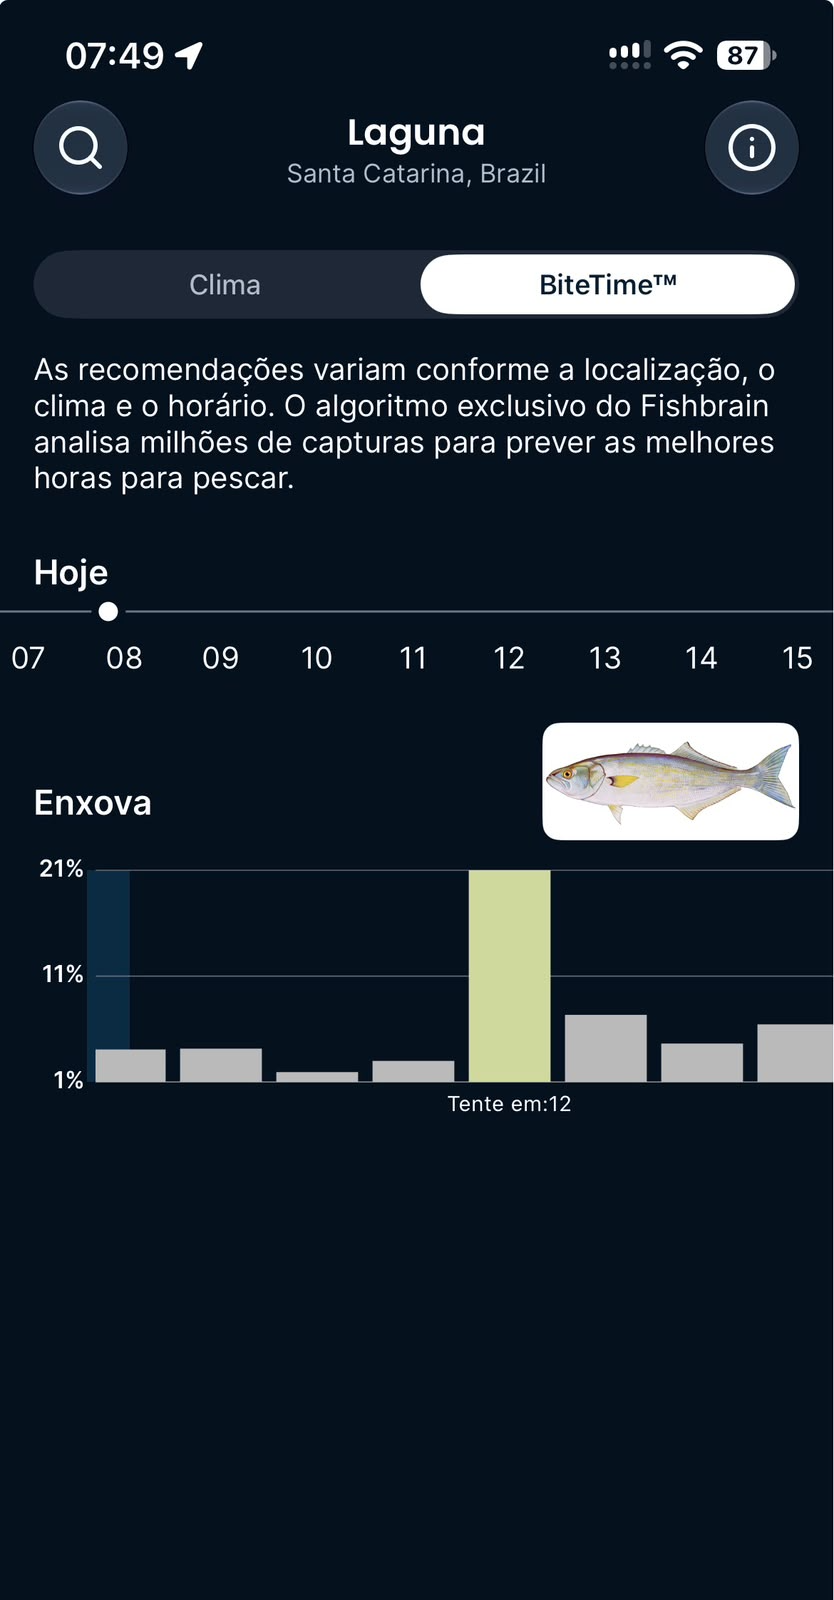 07:49
87
Laguna
Santa Catarina, Brazil
Clima
BiteTime™
As recomendações variam conforme a localização, o
clima e o horário. O algoritmo exclusivo do Fishbrain
analisa milhões de capturas para prever as melhores
horas para pescar.
Hoje
07 08 09 10 11 12 13 14 15
Enxova
21%
11%
1%
Tente em:12